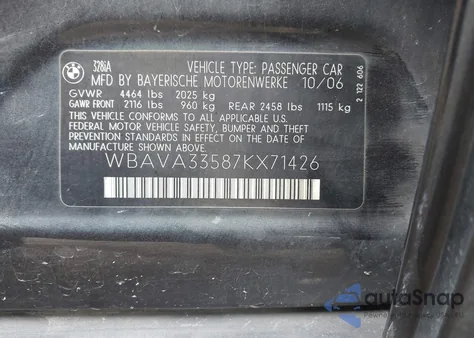 BMW
328iA
VEHICLE TYPE: PASSENGER CAR
MFD BY BAYERISCHE MOTORENWERKE 10/06
GVWR 4464 lbs 2025 kg
GAWR FRONT 2116 lbs 960 kg REAR 2458 lbs 1115 kg
THIS VEHICLE CONFORMS TO ALL APPLICABLE U.S.
FEDERAL MOTOR VEHICLE SAFETY, BUMPER, AND
THEFT PREVENTION STANDARDS IN EFFECT ON THE
DATE OF MANUFACTURE SHOWN ABOVE.
WBAVA33587KX71426
2 122 606
autoSnap